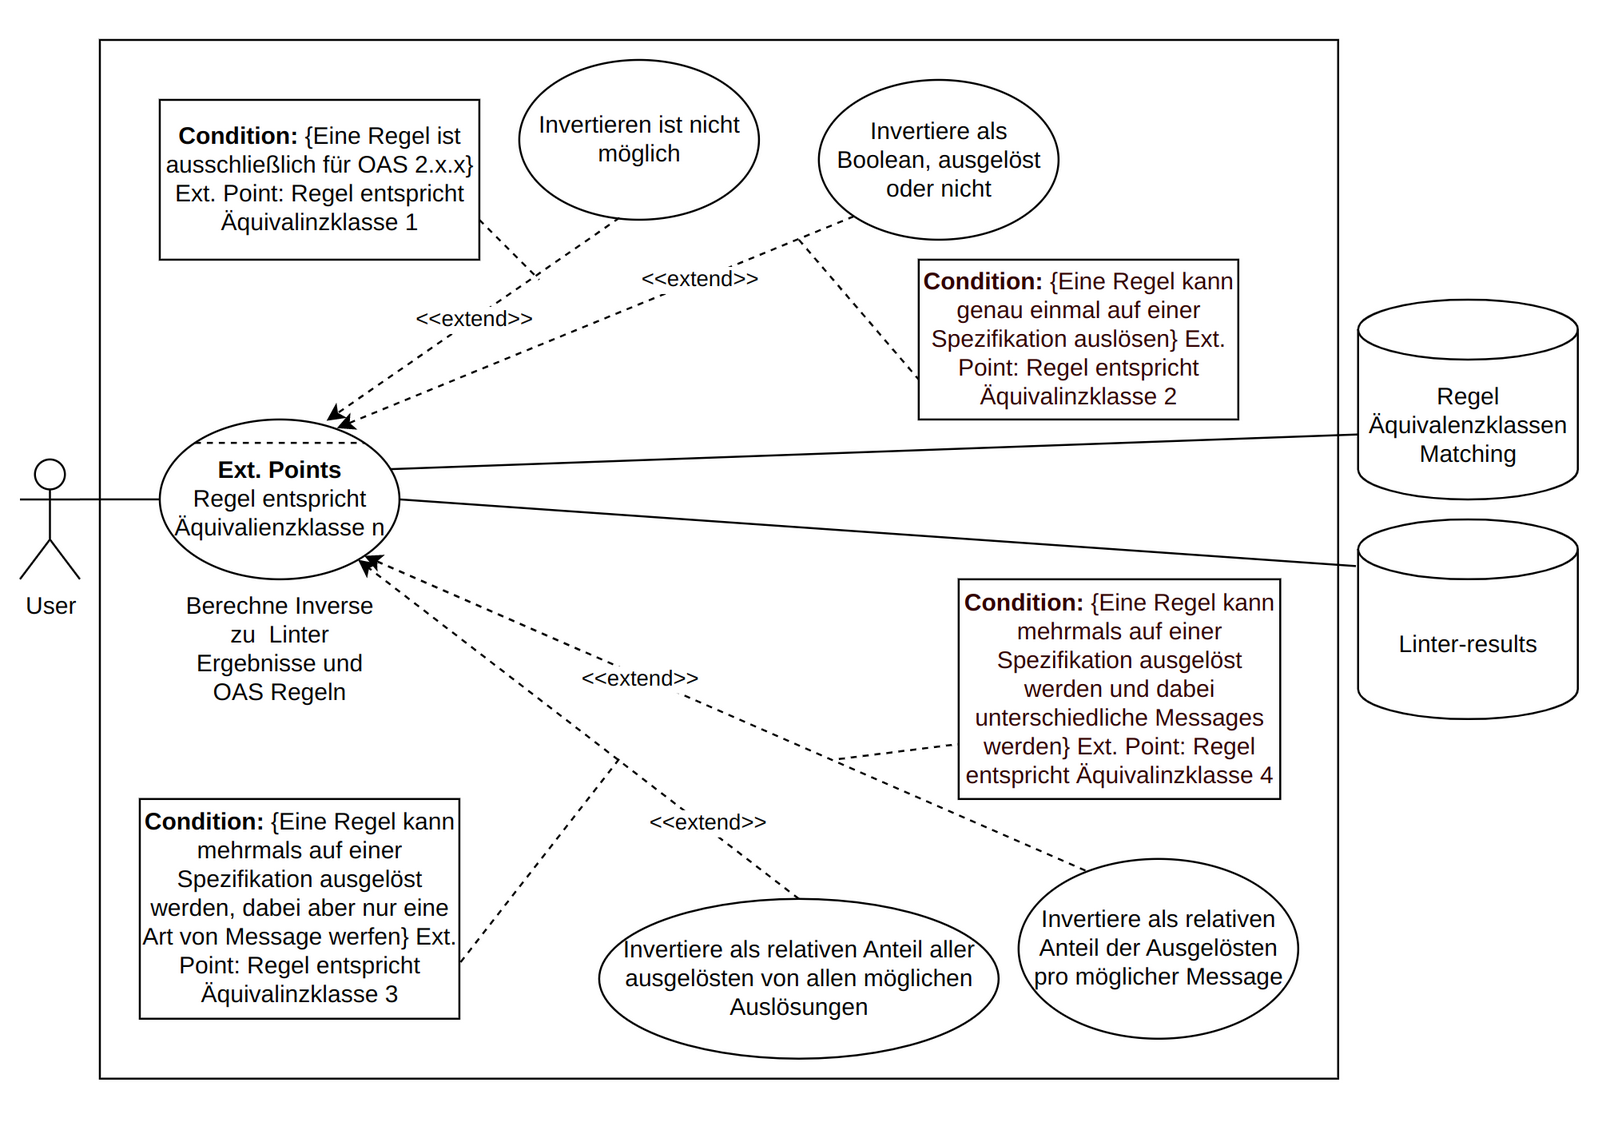 Condition: {Eine Regel ist
ausschließlich für OAS 2.x.x}
Ext. Point: Regel entspricht
Äquivalinzklasse 1
Invertieren ist nicht
möglich
Invertiere als
Boolean, ausgelöst
oder nicht
<<extend>>
<<extend>>
Condition: {Eine Regel kann
genau einmal auf einer
Spezifikation auslösen} Ext.
Point: Regel entspricht
Äquivalinzklasse 2
Regel
Äquivalenzklassen
Matching
Ext. Points
Regel entspricht
Äquivalienzklasse n
User
Berechne Inverse
zu  Linter
Ergebnisse und
OAS Regeln
Linter-results
<<extend>>
Condition: {Eine Regel kann
mehrmals auf einer
Spezifikation ausgelöst
werden und dabei
unterschiedliche Messages
werden} Ext. Point: Regel
entspricht Äquivalinzklasse 4
<<extend>>
Condition: {Eine Regel kann
mehrmals auf einer
Spezifikation ausgelöst
werden, dabei aber nur eine
Art von Message werfen} Ext.
Point: Regel entspricht
Äquivalinzklasse 3
Invertiere als relativen Anteil aller
ausgelösten von allen möglichen
Auslösungen
Invertiere als relativen
Anteil der Ausgelösten
pro möglicher Message